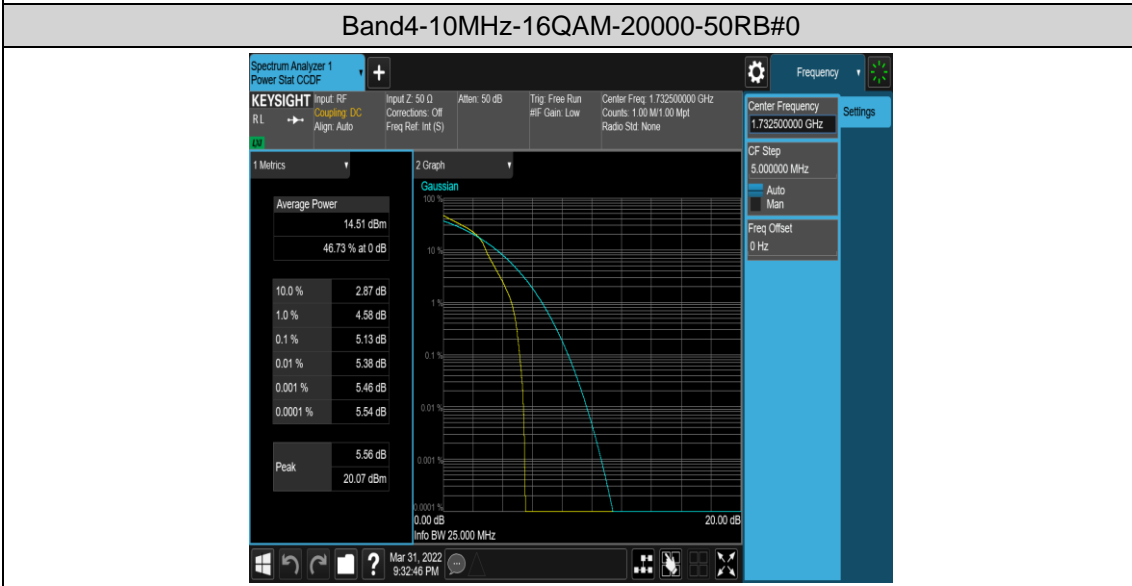 Band4-10MHz-16QAM-20000-50RB#0
Spectrum Analyzer 1
Power Stat CCDF
+
Frequency
KEYSIGHT
Input: RF
Input Z: 50 Ω
Atten: 50 dB
Trig: Free Run
Center Freq: 1.732500000 GHz
RL
Coupling: DC
Corrections: Off
#IF Gain: Low
Counts: 1.00 M/1.00 Mpt
Align: Auto
Freq Ref: Int (S)
Radio Std: None
LXI
Center Frequency
1.732500000 GHz
Settings
CF Step
5.000000 MHz
Auto
Man
Freq Offset
0 Hz
1 Metrics
2 Graph
Average Power
14.51 dBm
46.73 % at 0 dB
10.0 % 2.87 dB
1.0 % 4.58 dB
0.1 % 5.13 dB
0.01 % 5.38 dB
0.001 % 5.46 dB
0.0001 % 5.54 dB
Peak
5.56 dB
20.07 dBm
Gaussian
100 %
10 %
1 %
0.1 %
0.01 %
0.001 %
0.0001 %
0.00 dB
20.00 dB
Info BW 25.000 MHz
?
Mar 31, 2022
9:32:46 PM